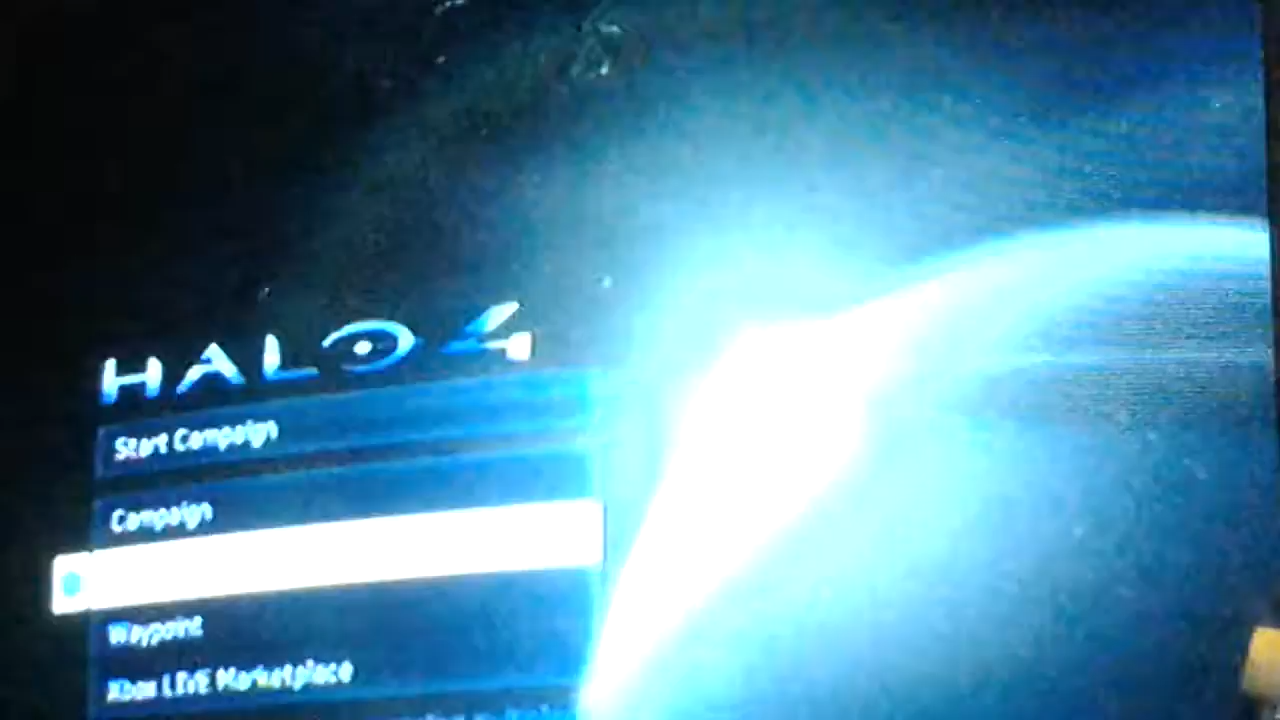 HALO 4
Start Campaign
Campaign
Waypoint
Xbox LIVE Marketplace